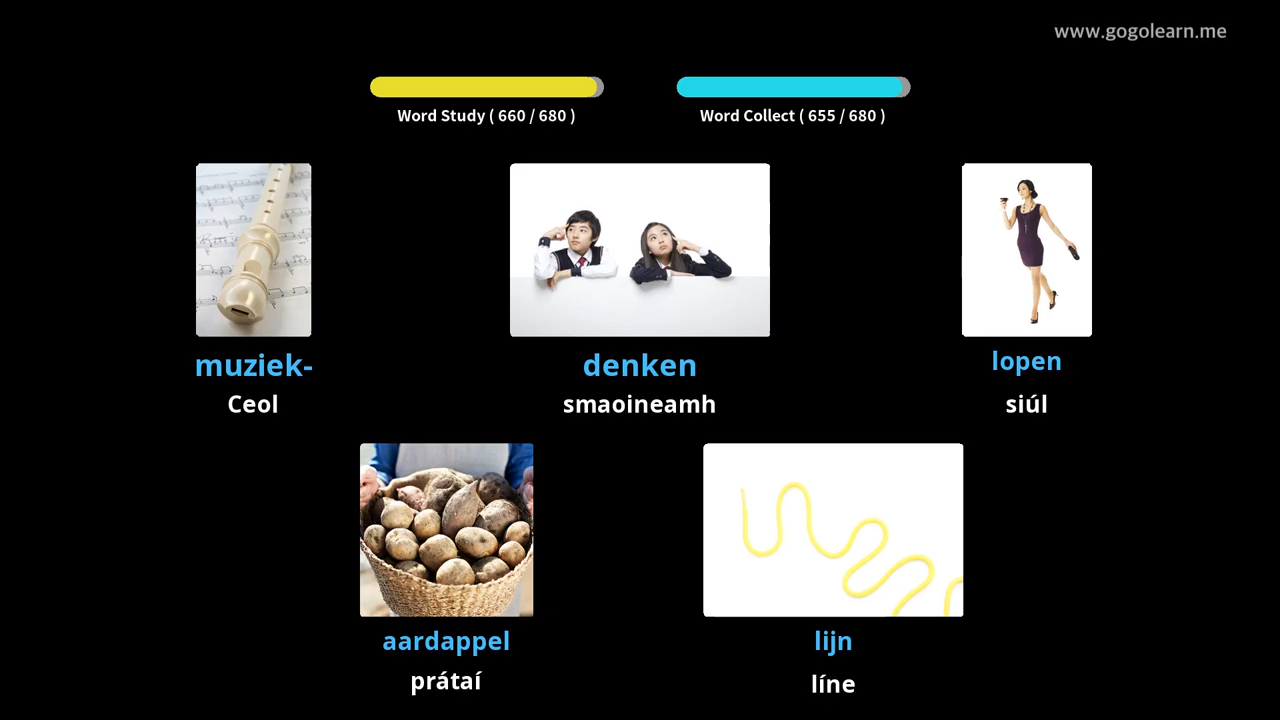 www.gogolearn.me
Word Study ( 660 / 680 )
Word Collect ( 655 / 680 )
muziek-
Ceol
denken
smaoineamh
lopen
siúl
aardappel
prátaí
lijn
líne